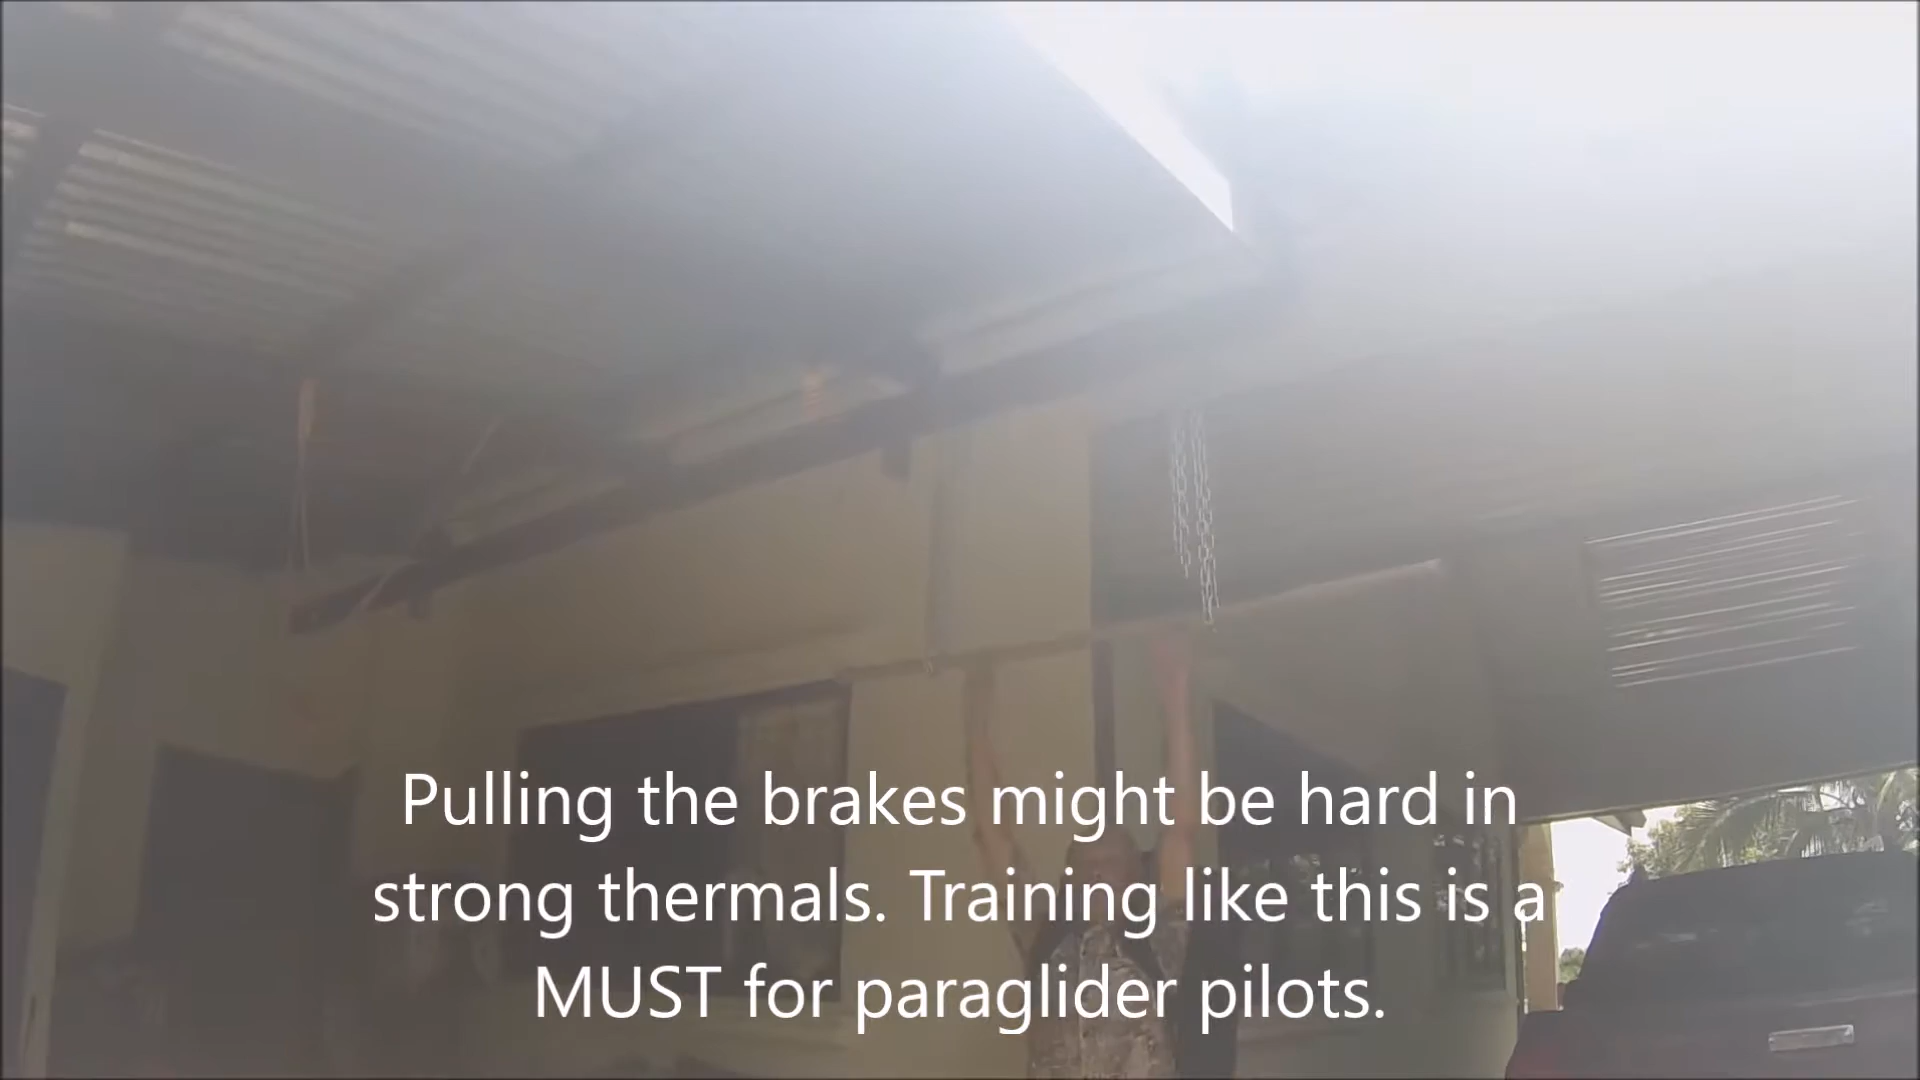 Pulling the brakes might be hard in
strong thermals. Training like this is a
MUST for paraglider pilots.